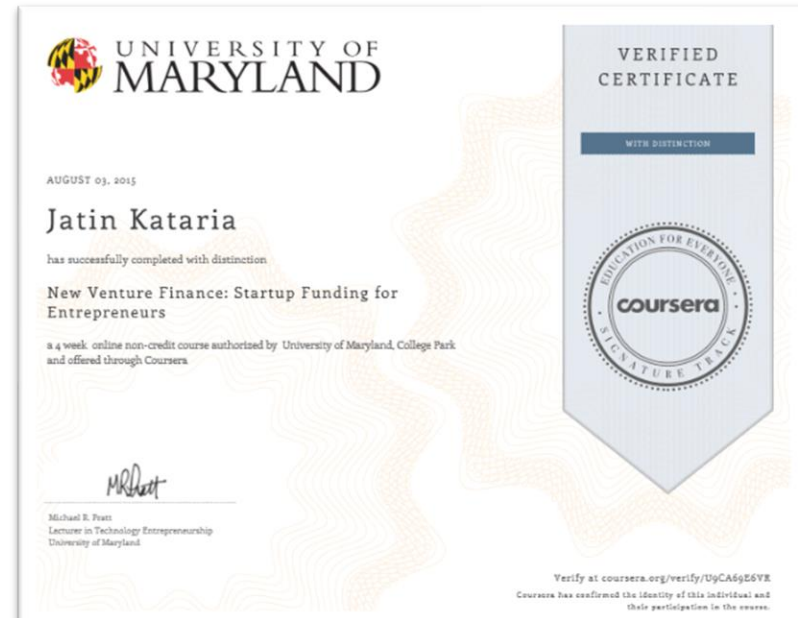 UNIVERSITY OF
MARYLAND
VERIFIED
CERTIFICATE
WITH DISTINCTION
AUGUST 03, 2015
Jatin Kataria
has successfully completed with distinction
New Venture Finance: Startup Funding for
Entrepreneurs
a 4 week online non-credit course authorized by University of Maryland, College Park
and offered through Coursera
EDUCATION FOR EVERYONE
coursera
SIGNATURE TRACK
MRPratt
Michael R. Pratt
Lecturer in Technology Entrepreneurship
University of Maryland
Verify at coursera.org/verify/U9CA69E6VR
Coursera has confirmed the identity of this individual and
their participation in the course.